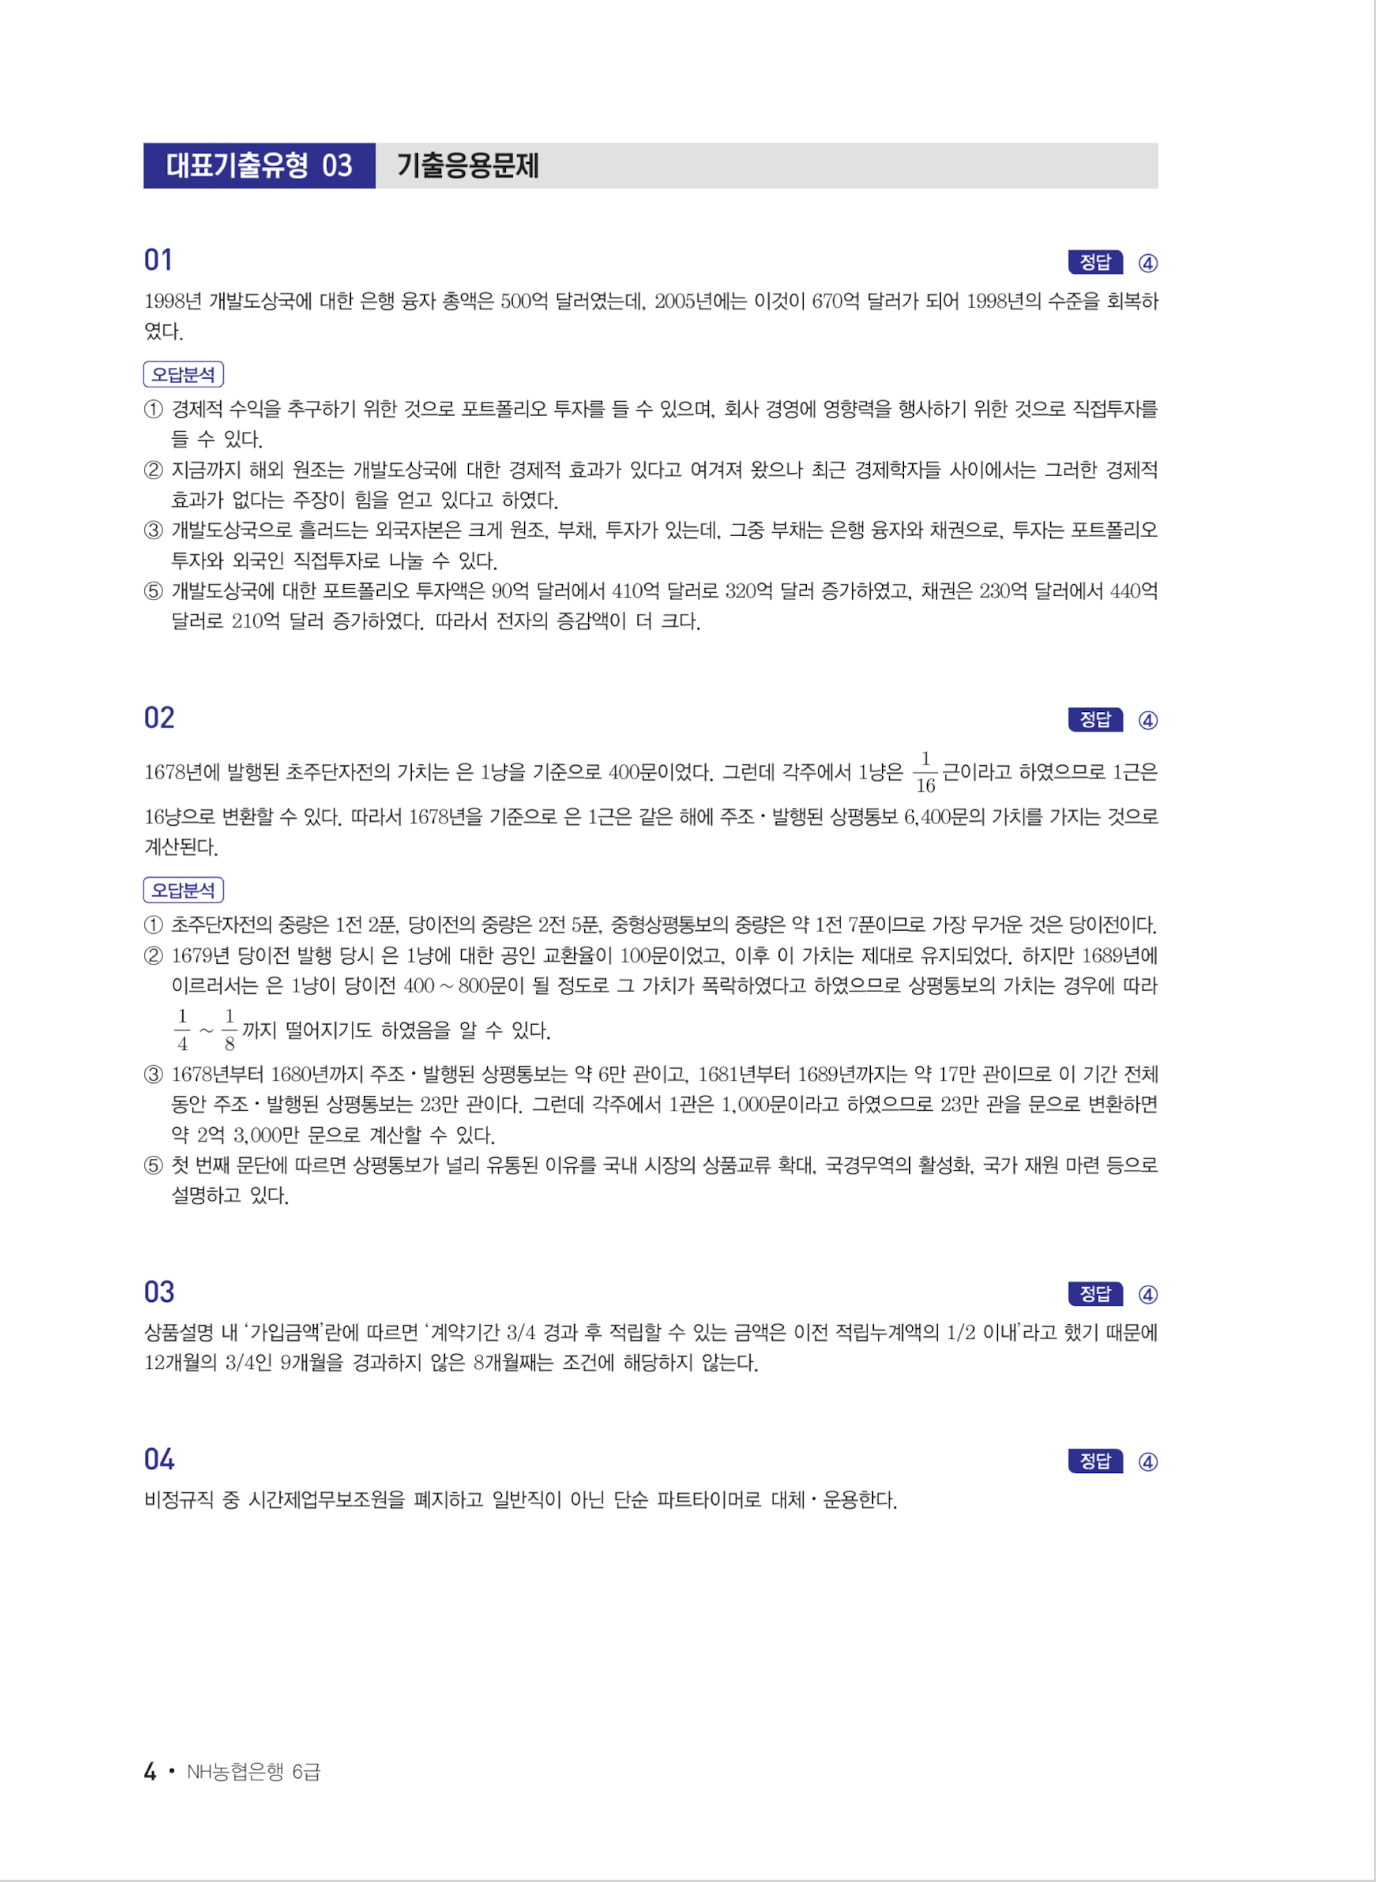 대표기출유형 03 기출응용문제
01 정답 ④
1998년 개발도상국에 대한 은행 융자 총액은 500억 달러였는데, 2005년에는 이것이 670억 달러가 되어 1998년의 수준을 회복하
였다.
오답분석
① 경제적 수익을 추구하기 위한 것으로 포트폴리오 투자를 들 수 있으며, 회사 경영에 영향력을 행사하기 위한 것으로 직접투자를
들 수 있다.
② 지금까지 해외 원조는 개발도상국에 대한 경제적 효과가 있다고 여겨져 왔으나 최근 경제학자들 사이에서는 그러한 경제적
효과가 없다는 주장이 힘을 얻고 있다고 하였다.
③ 개발도상국으로 흘러드는 외국자본은 크게 원조, 부채, 투자가 있는데, 그중 부채는 은행 융자와 채권으로, 투자는 포트폴리오
투자와 외국인 직접투자로 나눌 수 있다.
⑤ 개발도상국에 대한 포트폴리오 투자액은 90억 달러에서 410억 달러로 320억 달러 증가하였고, 채권은 230억 달러에서 440억
달러로 210억 달러 증가하였다. 따라서 전자의 증감액이 더 크다.
02 정답 ④
1678년에 발행된 초주단자전의 가치는 은 1냥을 기준으로 400문이었다. 그런데 각주에서 1냥은 1/16근이라고 하였으므로 1근은
16냥으로 변환할 수 있다. 따라서 1678년을 기준으로 은 1근은 같은 해에 주조·발행된 상평통보 6,400문의 가치를 가지는 것으로
계산된다.
오답분석
① 초주단자전의 중량은 1전 2푼, 당이전의 중량은 2전 5푼, 중형상평통보의 중량은 약 1전 7푼이므로 가장 무거운 것은 당이전이다.
② 1679년 당이전 발행 당시 은 1냥에 대한 공인 교환율이 100문이었고, 이후 이 가치는 제대로 유지되었다. 하지만 1689년에
이르러서는 은 1냥이 당이전 400~800문이 될 정도로 그 가치가 폭락하였다고 하였으므로 상평통보의 가치는 경우에 따라
1/4 ~ 1/8까지 떨어지기도 하였음을 알 수 있다.
③ 1678년부터 1680년까지 주조·발행된 상평통보는 약 6만 관이고, 1681년부터 1689년까지는 약 17만 관이므로 이 기간 전체
동안 주조·발행된 상평통보는 23만 관이다. 그런데 각주에서 1관은 1,000문이라고 하였으므로 23만 관을 문으로 변환하면
약 2억 3,000만 문으로 계산할 수 있다.
⑤ 첫 번째 문단에 따르면 상평통보가 널리 유통된 이유를 국내 시장의 상품교류 확대, 국경무역의 활성화, 국가 재원 마련 등으로
설명하고 있다.
03 정답 ④
상품설명 내 ‘가입금액’란에 따르면 ‘계약기간 3/4 경과 후 적립할 수 있는 금액은 이전 적립누계액의 1/2 이내’라고 했기 때문에
12개월의 3/4인 9개월을 경과하지 않은 8개월째는 조건에 해당하지 않는다.
04 정답 ④
비정규직 중 시간제업무보조원을 폐지하고 일반직이 아닌 단순 파트타이머로 대체·운용한다.
4 • NH농협은행 6급